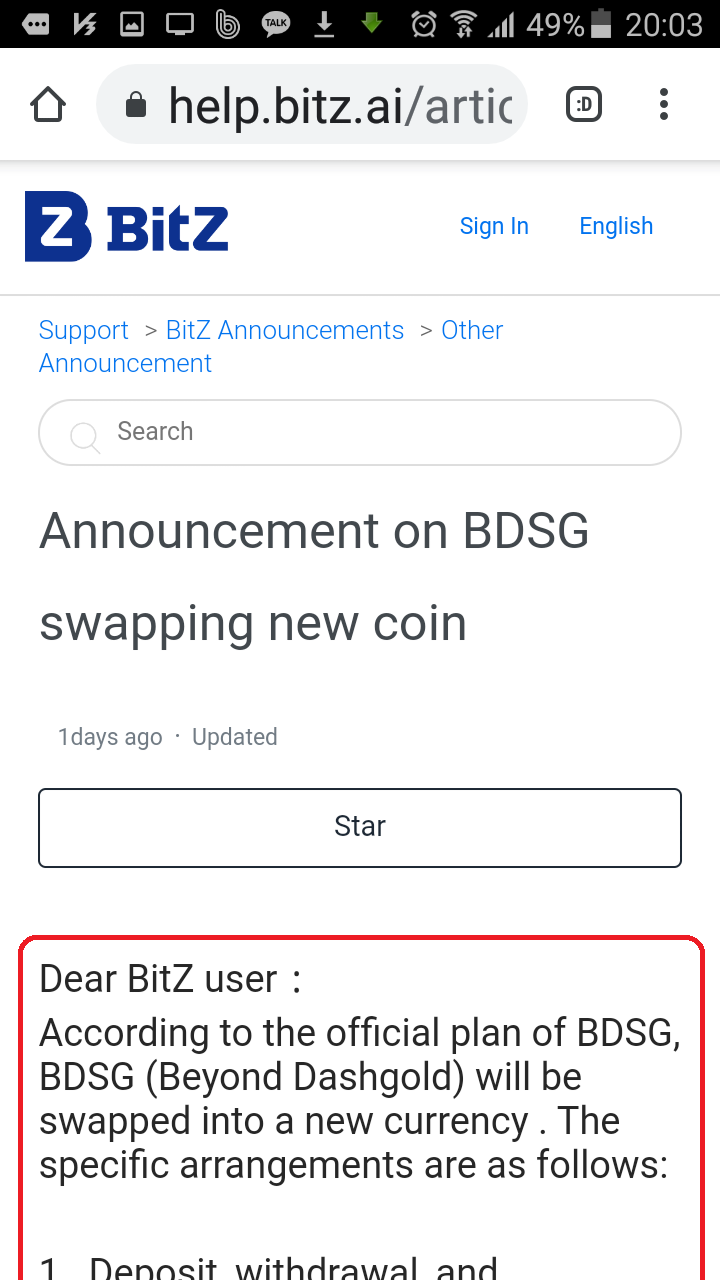 TALK 49% 20:03
help.bitz.ai/artic :D
Z BitZ Sign In English
Support > BitZ Announcements > Other
Announcement
Search
Announcement on BDSG
swapping new coin
1days ago · Updated
Star
Dear BitZ user：
According to the official plan of BDSG,
BDSG (Beyond Dashgold) will be
swapped into a new currency . The
specific arrangements are as follows:
1. Deposit, withdrawal, and